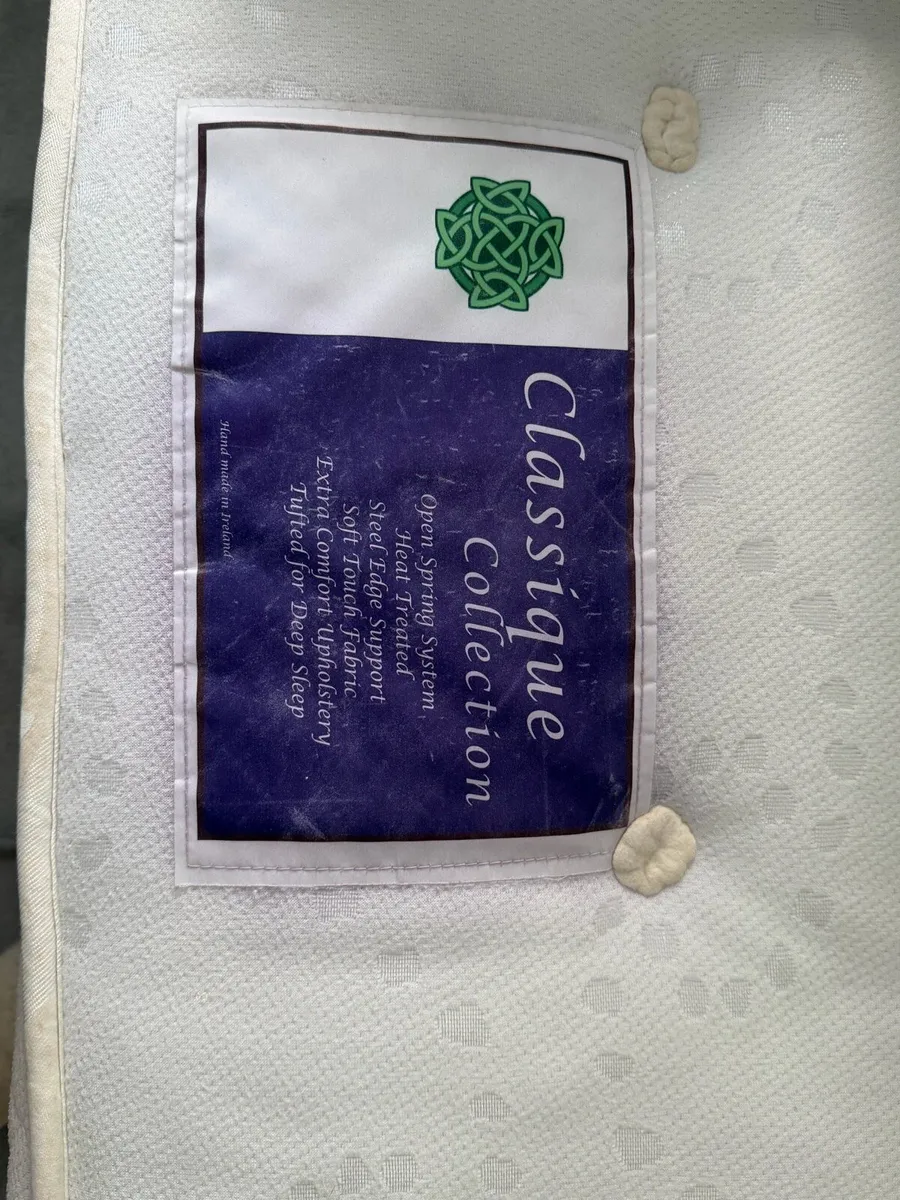 Classique
Collection
Open Spring System
Heat Treated
Steel Edge Support
Soft Touch Fabric
Extra Comfort Upholstery
Tufted for Deep Sleep
Hand made in Ireland